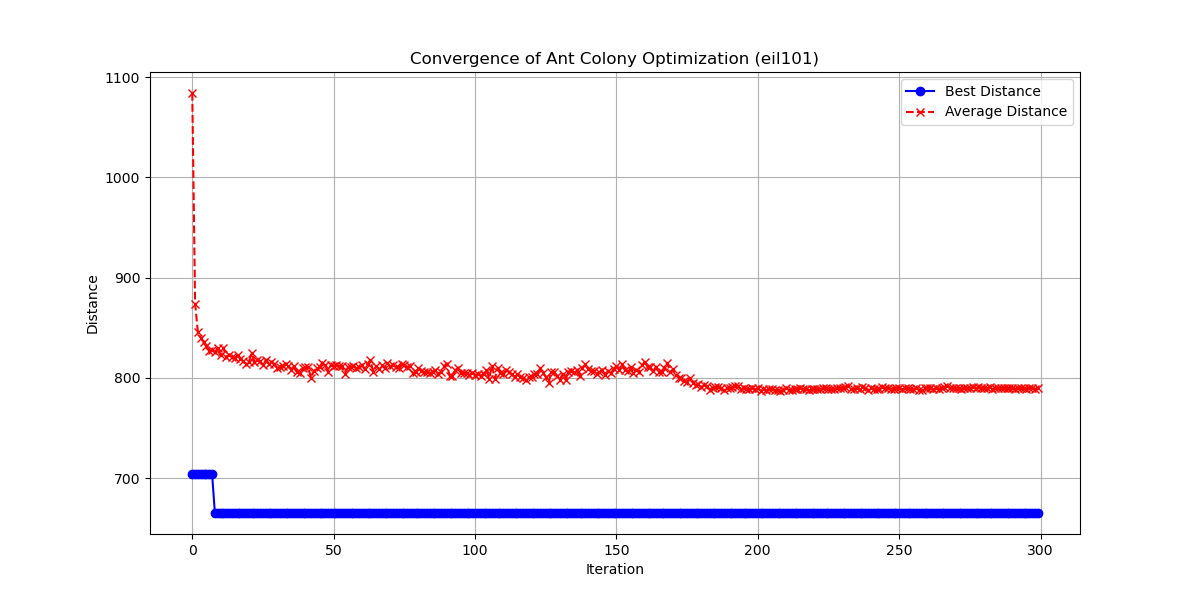 Convergence of Ant Colony Optimization (eil101)
Best Distance
Average Distance
1100
1000
900
800
700
Distance
0 50 100 150 200 250 300
Iteration